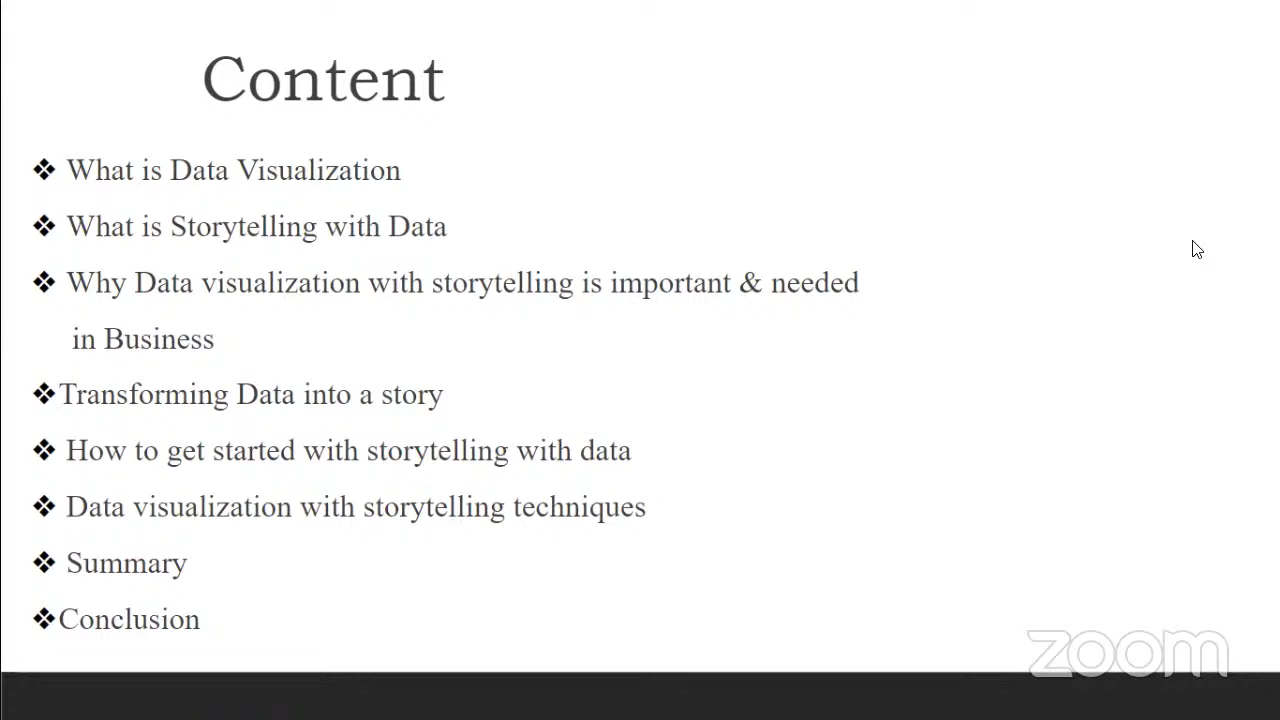 Content
❖ What is Data Visualization
❖ What is Storytelling with Data
❖ Why Data visualization with storytelling is important & needed
in Business
❖Transforming Data into a story
❖ How to get started with storytelling with data
❖ Data visualization with storytelling techniques
❖ Summary
❖Conclusion
zoom